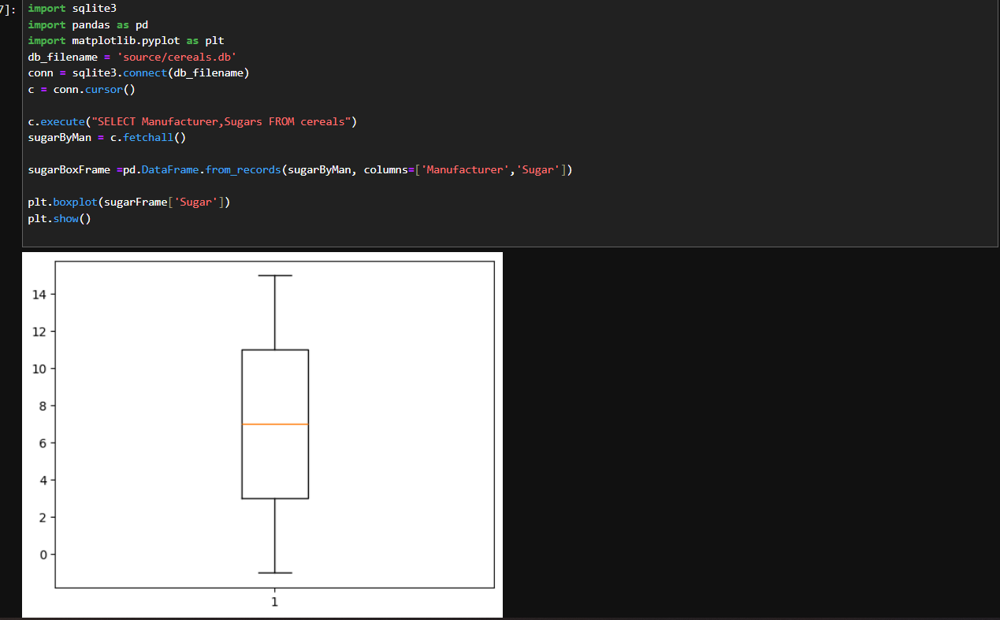 7]:
import sqlite3
import pandas as pd
import matplotlib.pyplot as plt
db_filename = 'source/cereals.db'
conn = sqlite3.connect(db_filename)
c = conn.cursor()
c.execute("SELECT Manufacturer,Sugars FROM cereals")
sugarByMan = c.fetchall()
sugarBoxFrame =pd.DataFrame.from_records(sugarByMan, columns=['Manufacturer','Sugar'])
plt.boxplot(sugarFrame['Sugar'])
plt.show()
14
12
10
8
6
4
2
0
1